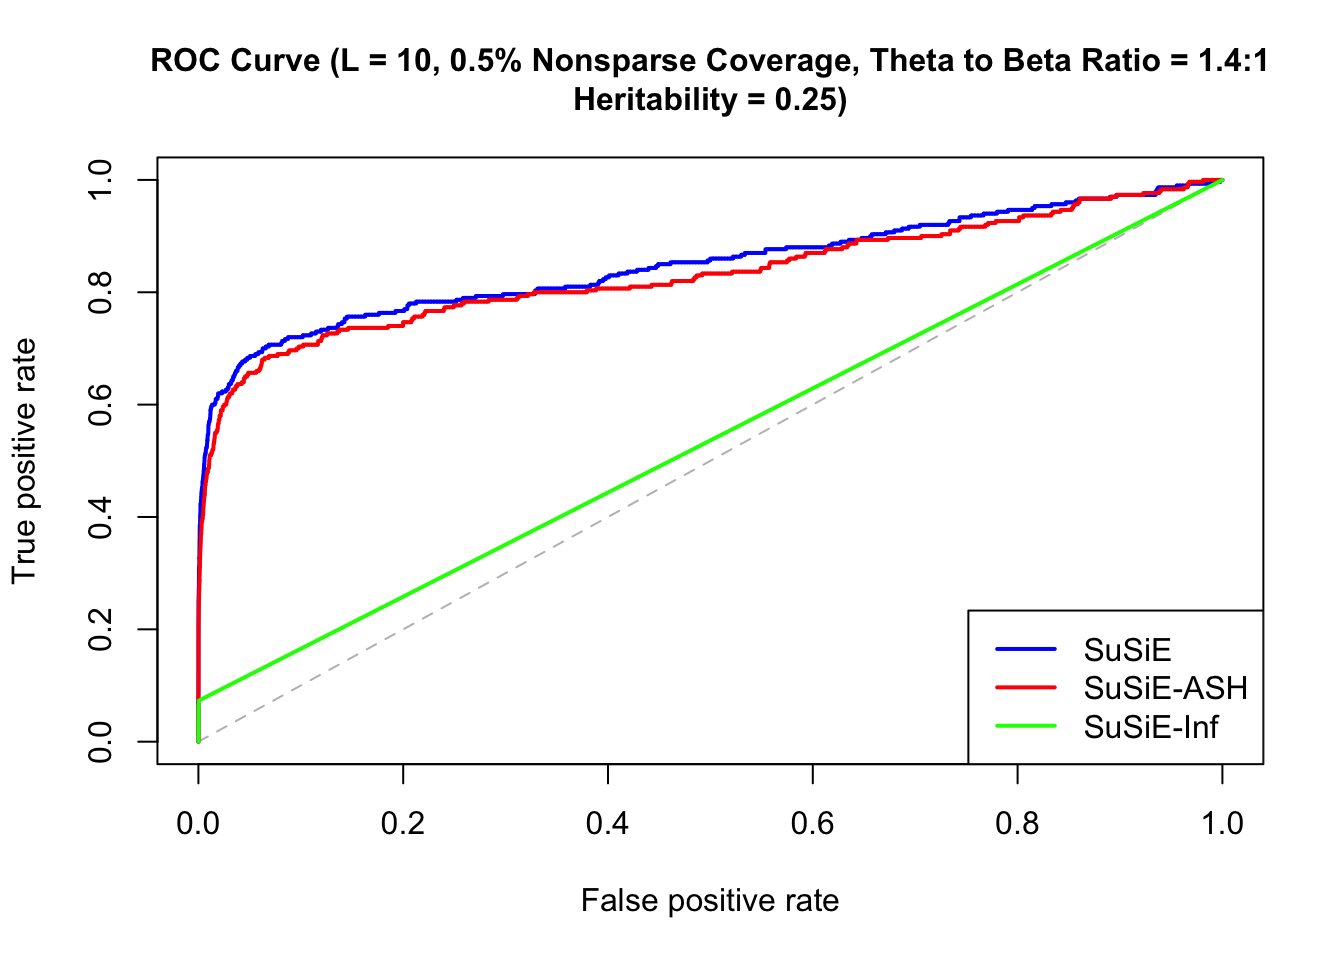 ROC Curve (L = 10, 0.5% Nonsparse Coverage, Theta to Beta Ratio = 1.4:1
Heritability = 0.25)
True positive rate
1.0
0.8
0.6
0.4
0.2
0.0
SuSiE
SuSiE-ASH
SuSiE-Inf
0.0 0.2 0.4 0.6 0.8 1.0
False positive rate